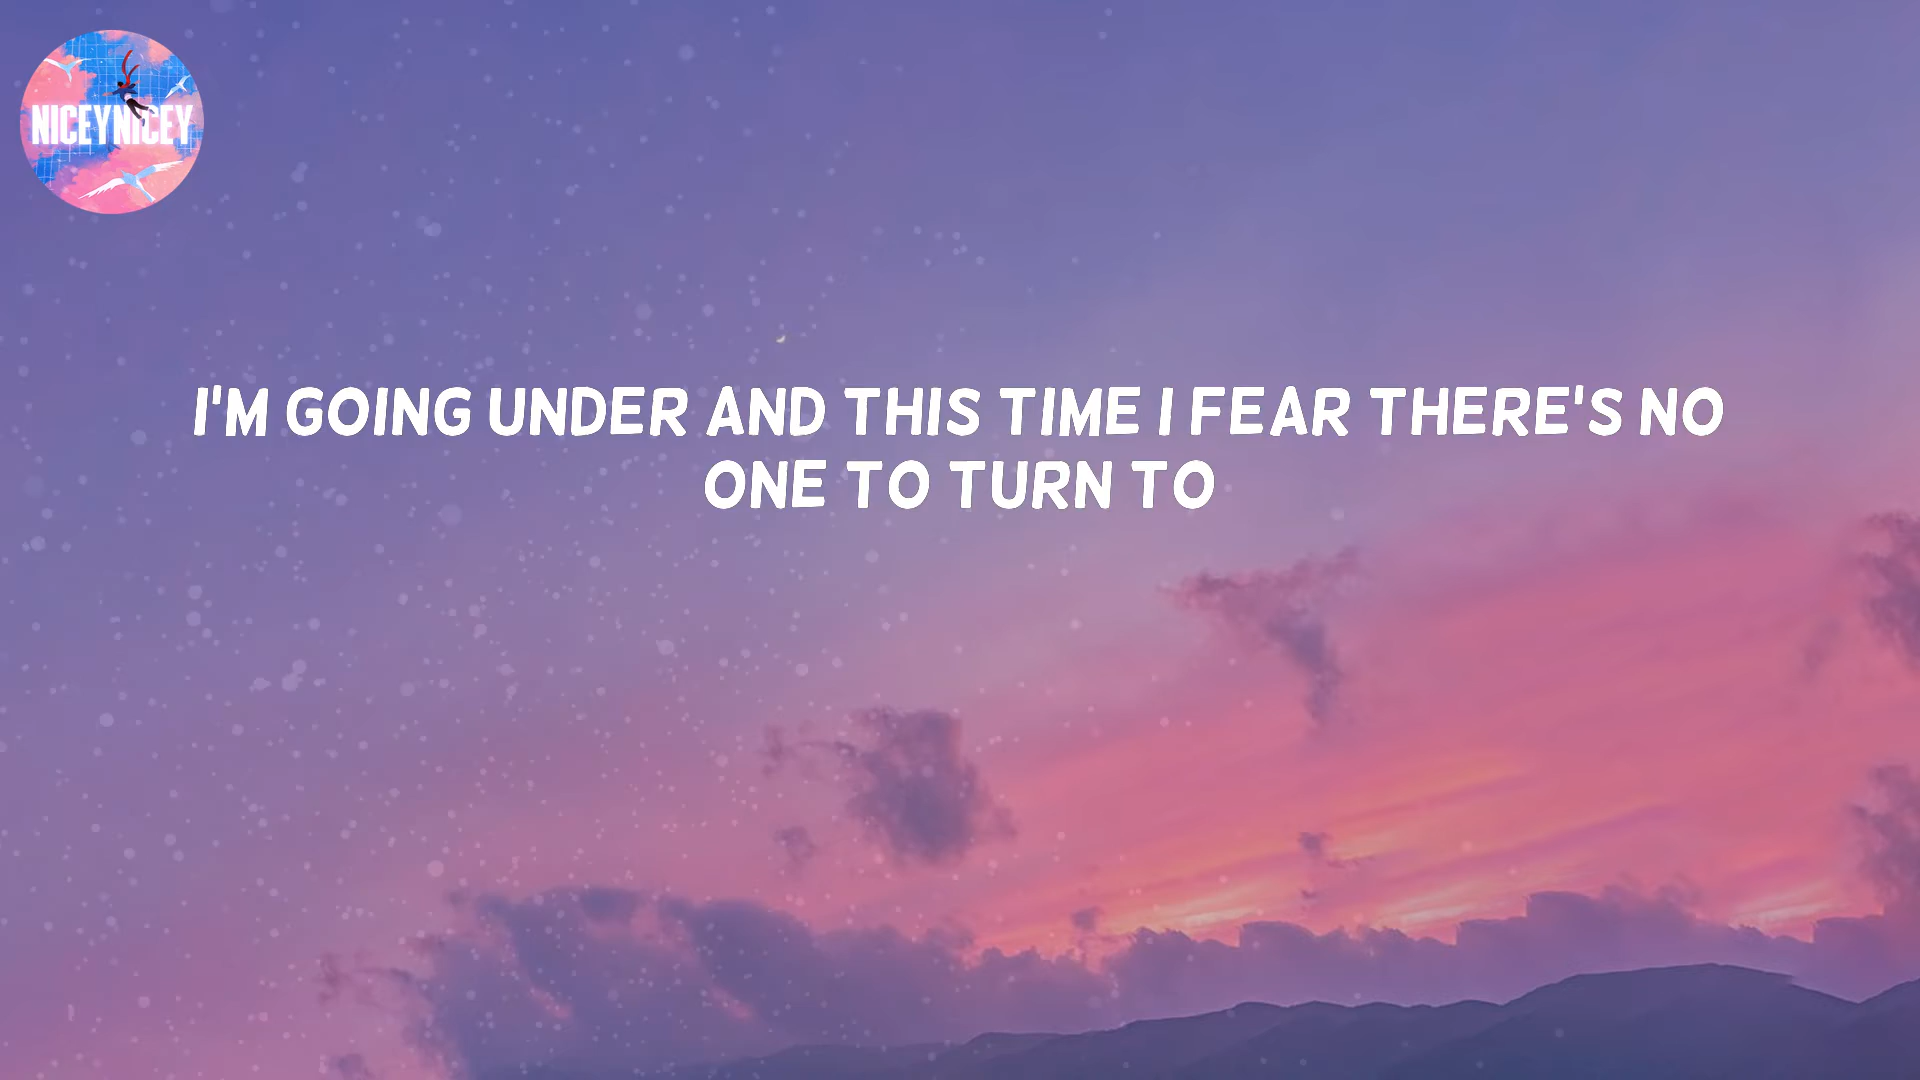 NICEYNICEY
I'M GOING UNDER AND THIS TIME I FEAR THERE'S NO
ONE TO TURN TO